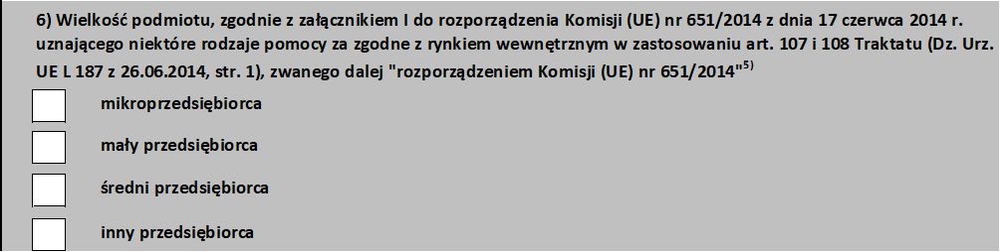 6) Wielkość podmiotu, zgodnie z załącznikiem I do rozporządzenia Komisji (UE) nr 651/2014 z dnia 17 czerwca 2014 r.
uznającego niektóre rodzaje pomocy za zgodne z rynkiem wewnętrznym w zastosowaniu art. 107 i 108 Traktatu (Dz. Urz.
UE L 187 z 26.06.2014, str. 1), zwanego dalej "rozporządzeniem Komisji (UE) nr 651/2014"⁵⁾
mikroprzedsiębiorca
mały przedsiębiorca
średni przedsiębiorca
inny przedsiębiorca